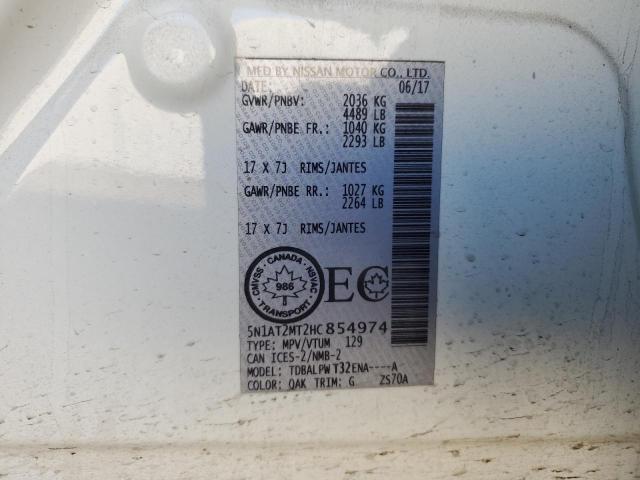 MFD BY NISSAN MOTOR CO., LTD.
DATE: 06/17
GVWR/PNBV: 2036 KG
4489 LB
GAWR/PNBE FR.: 1040 KG
2293 LB
17 X 7J RIMS/JANTES
GAWR/PNBE RR.: 1027 KG
2264 LB
17 X 7J RIMS/JANTES
CMVSS · CANADA · NSVAC
986
TRANSPORT
EC
5N1AT2MT2HC854974
TYPE: MPV/VTUM 129
CAN ICES-2/NMB-2
MODEL: TDBALPW T32ENA----A
COLOR: QAK TRIM: G ZS70A